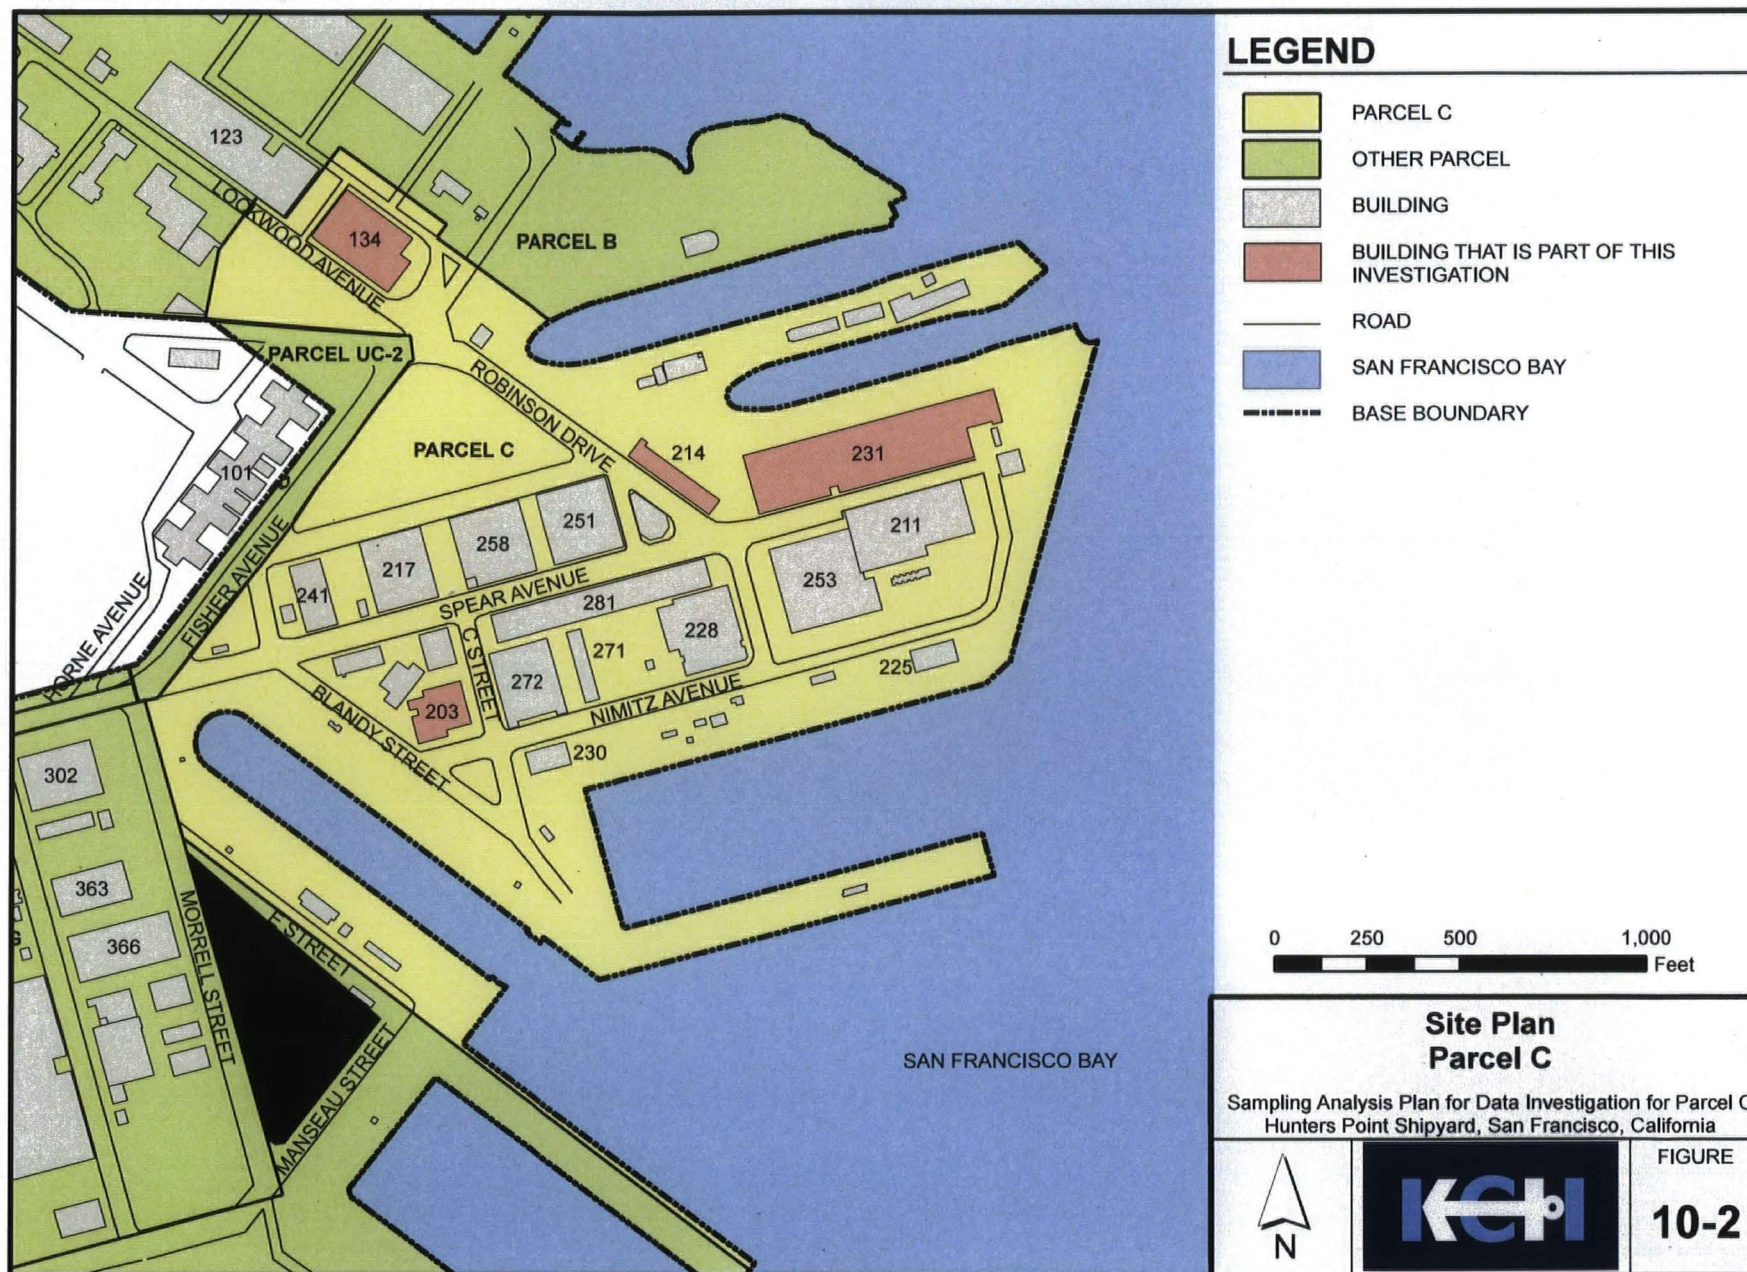 LEGEND
PARCEL C
OTHER PARCEL
BUILDING
BUILDING THAT IS PART OF THIS
INVESTIGATION
ROAD
SAN FRANCISCO BAY
BASE BOUNDARY
123
LOCKWOOD AVENUE
134
PARCEL B
PARCEL UC-2
ROBINSON DRIVE
PARCEL C
214
231
101
251
258
217
241
211
253
SPEAR AVENUE
281
FISHER AVENUE
HORNE AVENUE
C STREET
271
228
272
203
225
NIMITZ AVENUE
BLANDY STREET
230
302
363
366
G
MORRELL STREET
E STREET
MANSEAU STREET
SAN FRANCISCO BAY
0 250 500 1,000
Feet
Site Plan
Parcel C
Sampling Analysis Plan for Data Investigation for Parcel C
Hunters Point Shipyard, San Francisco, California
N
KCH
FIGURE
10-2